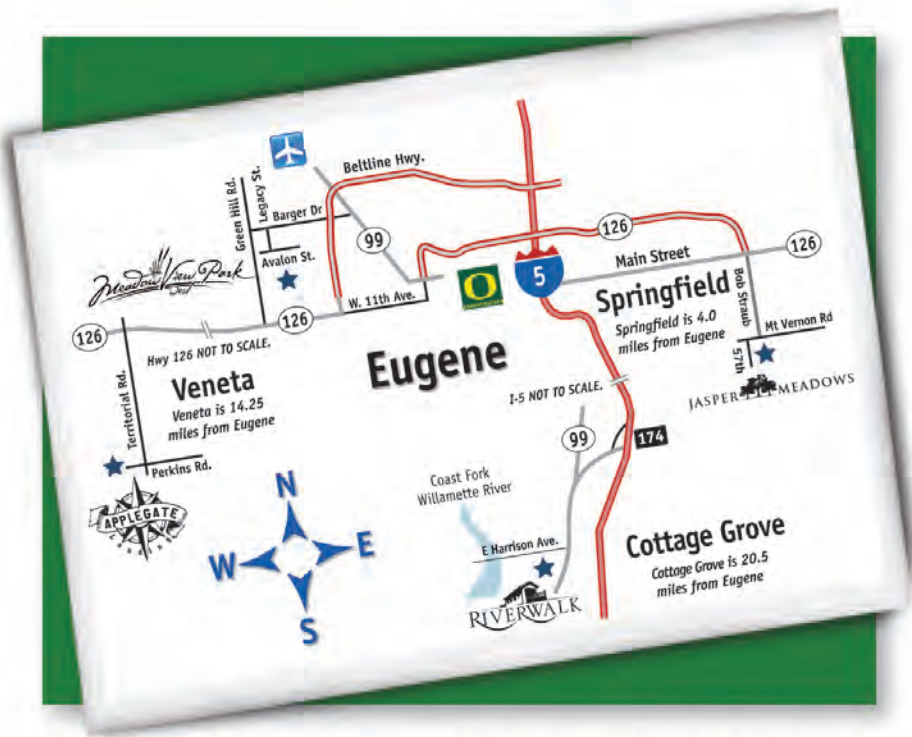 Beltline Hwy.
Green Hill Rd.
Legacy St.
Barger Dr
99
126
Avalon St.
Main Street
126
O
5
Meadow View Park
West
Springfield
Bob Straub
W. 11th Ave.
126
126
Springfield is 4.0
miles from Eugene
Mt Vernon Rd
Hwy 126 NOT TO SCALE.
Eugene
57th
Veneta
I-5 NOT TO SCALE.
JASPER MEADOWS
Territorial Rd.
Veneta is 14.25
miles from Eugene
99
174
Perkins Rd.
Coast Fork
Willamette River
N
APPLEGATE
LANDING
W
E
E Harrison Ave.
Cottage Grove
Cottage Grove is 20.5
miles from Eugene
RIVERWALK
S